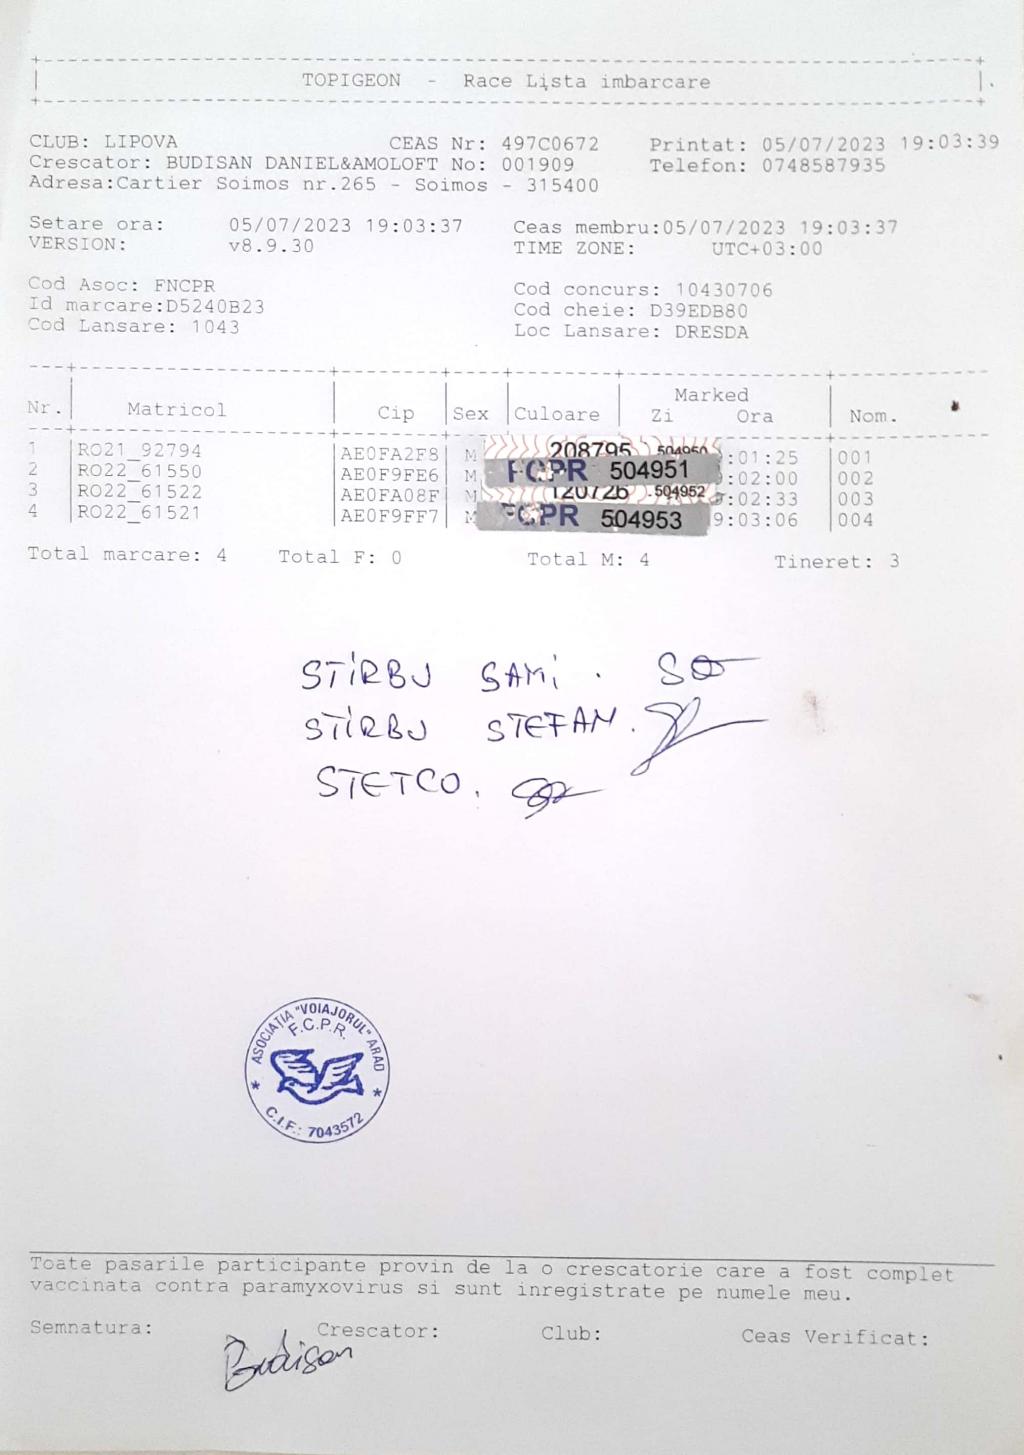 TOPIGEON - Race Lista imbarcare
CLUB: LIPOVA CEAS Nr: 497C0672 Printat: 05/07/2023 19:03:39
Crescator: BUDISAN DANIEL&AMOLOFT No: 001909 Telefon: 0748587935
Adresa:Cartier Soimos nr.265 - Soimos - 315400
Setare ora: 05/07/2023 19:03:37 Ceas membru:05/07/2023 19:03:37
VERSION: v8.9.30 TIME ZONE: UTC+03:00
Cod Asoc: FNCPR Cod concurs: 10430706
Id marcare:D5240B23 Cod cheie: D39EDB80
Cod Lansare: 1043 Loc Lansare: DRESDA
Marked
Nr. Matricol Cip Sex Culoare Zi Ora Nom.
1 RO21_92794 AE0FA2F8 M 208795 504950 :01:25 001
2 RO22_61550 AE0F9FE6 M FCPR 504951 :02:00 002
3 RO22_61522 AE0FA08F M 120726 504952 :02:33 003
4 RO22_61521 AE0F9FF7 M FCPR 504953 9:03:06 004
Total marcare: 4 Total F: 0 Total M: 4 Tineret: 3
STIRBU SAMI.
STIRBU STEFAN.
STETCO.
ASOCIAȚIA "VOIAJORUL" ARAD
F.C.P.R.
* *
C.I.F.: 7043572
Toate pasarile participante provin de la o crescatorie care a fost complet
vaccinata contra paramyxovirus si sunt inregistrate pe numele meu.
Semnatura: Crescator: Club: Ceas Verificat:
Budisan